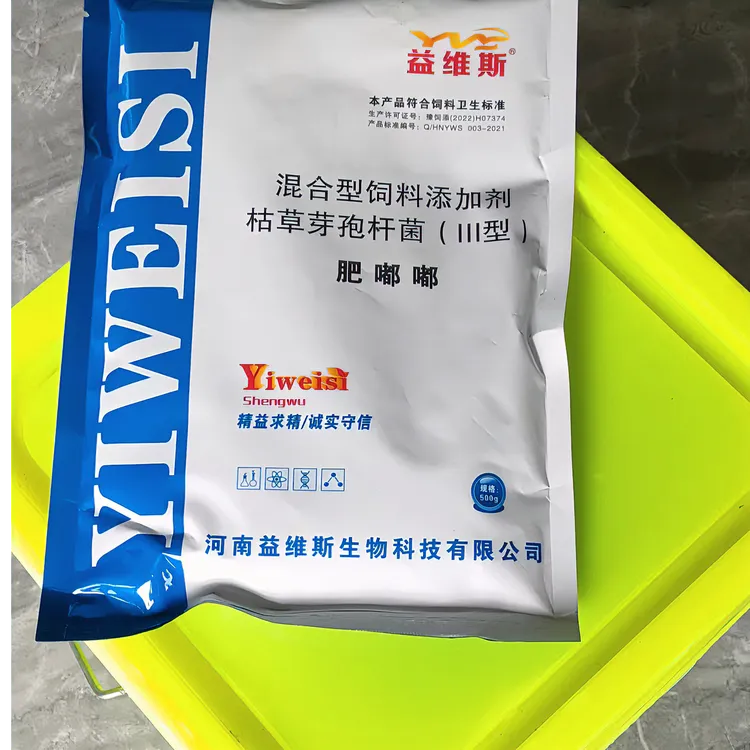 YIWEISI
YWS
益维斯®
本产品符合饲料卫生标准
生产许可证号：豫饲添(2022)H07374
产品标准编号：Q/HNYWS 003-2021
混合型饲料添加剂
枯草芽孢杆菌（III型）
肥嘟嘟
Yiweisi
Shengwu
精益求精/诚实守信
规格:
500g
河南益维斯生物科技有限公司